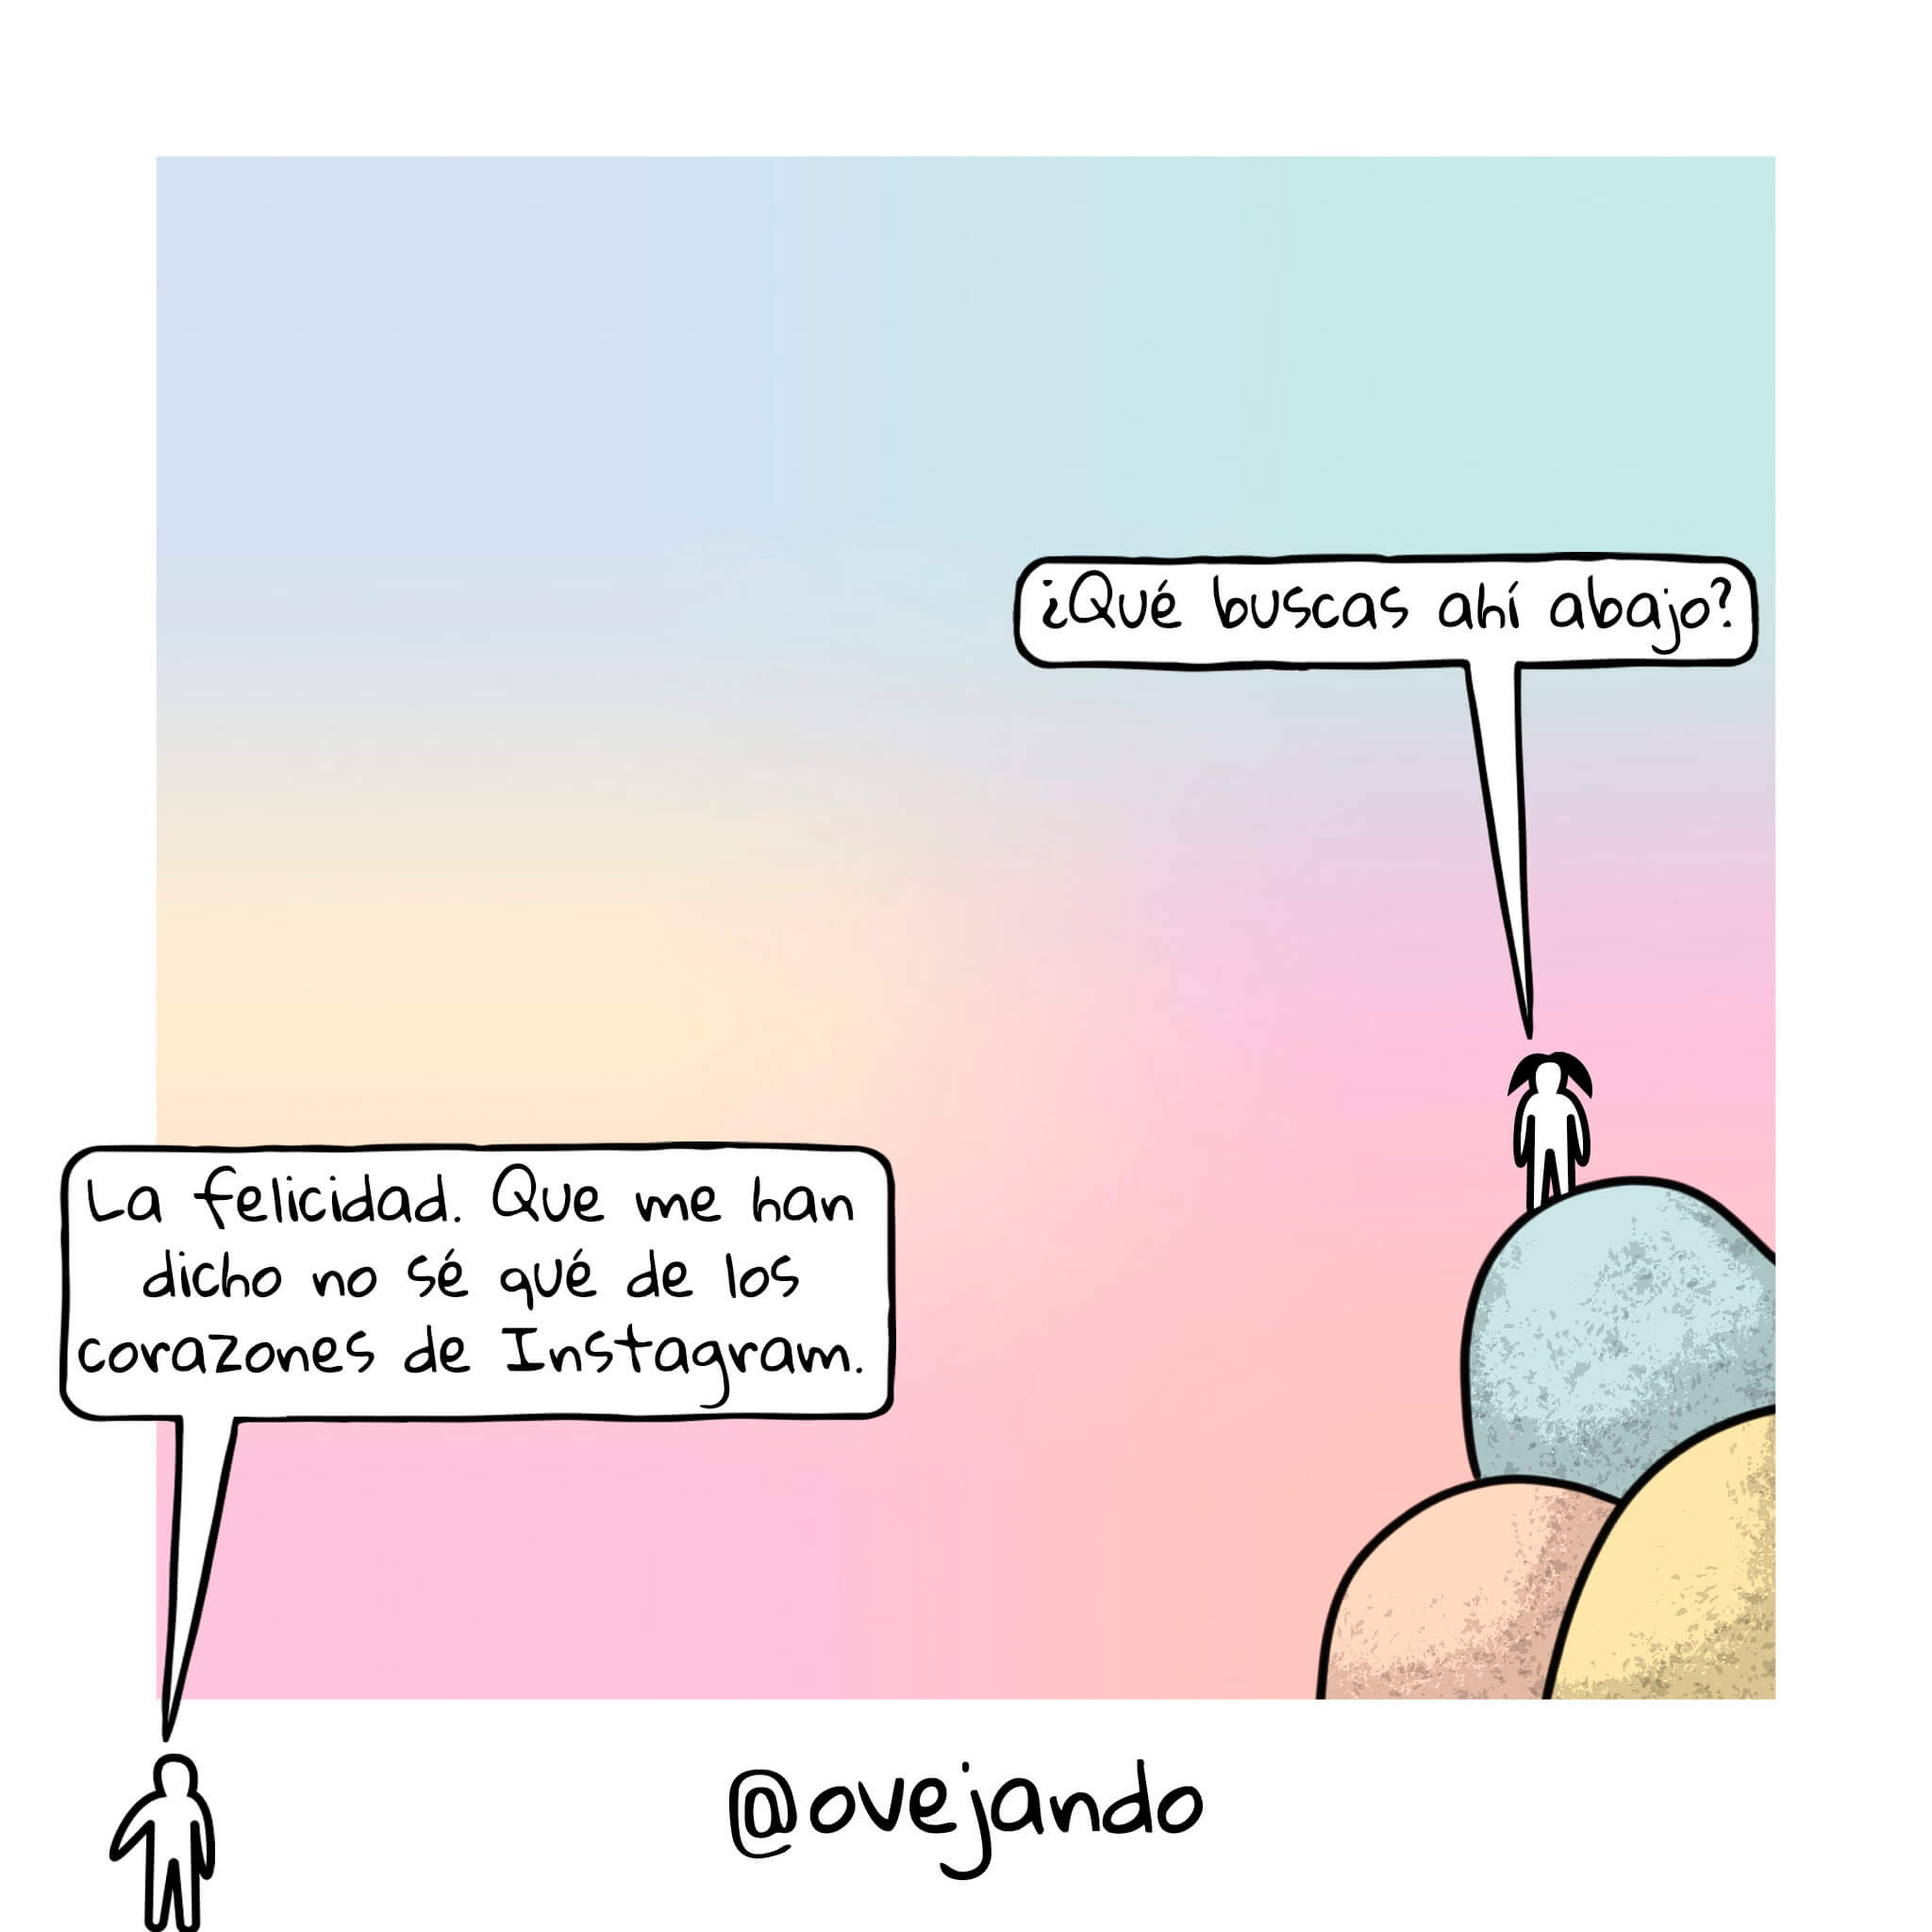 ¿Qué buscas ahí abajo?
La felicidad. Que me han
dicho no sé qué de los
corazones de Instagram.
@ovejando